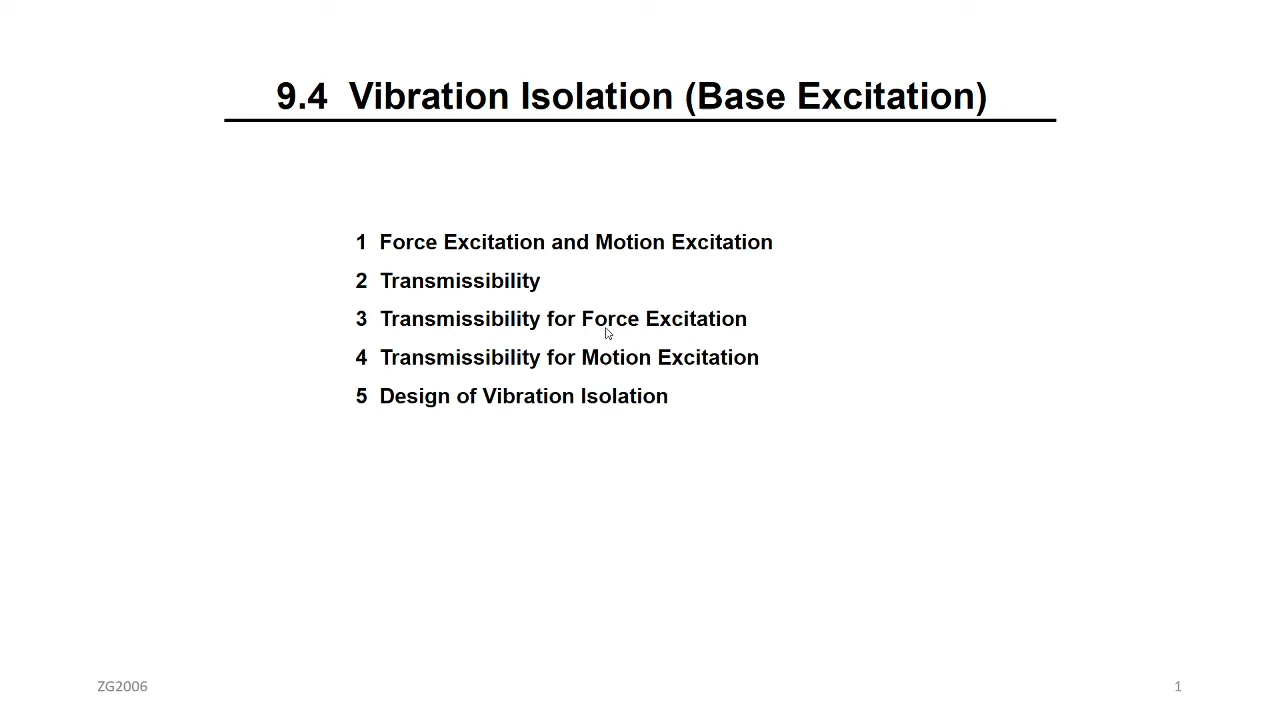 9.4 Vibration Isolation (Base Excitation)
1 Force Excitation and Motion Excitation
2 Transmissibility
3 Transmissibility for Force Excitation
4 Transmissibility for Motion Excitation
5 Design of Vibration Isolation
ZG2006
1